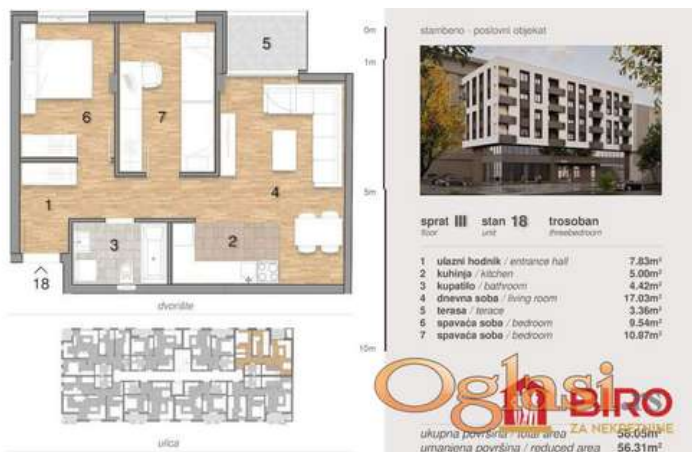 5
6
7
4
1
3
2
18
dvorište
ulica
0m
1m
5m
10m
stambeno - poslovni objekat
sprat III stan 18 trosoban
floor unit threebedroom
1 ulazni hodnik / entrance hall 7.83m²
2 kuhinja / kitchen 5.00m²
3 kupatilo / bathroom 4.42m²
4 dnevna soba / living room 17.03m²
5 terasa / terace 3.36m²
6 spavaća soba / bedroom 9.54m²
7 spavaća soba / bedroom 10.87m²
Oglasi.rs
BIRO
ZA NEKRETNINE
ukupna površina / total area 58.05m²
umanjena površina / reduced area 56.31m²